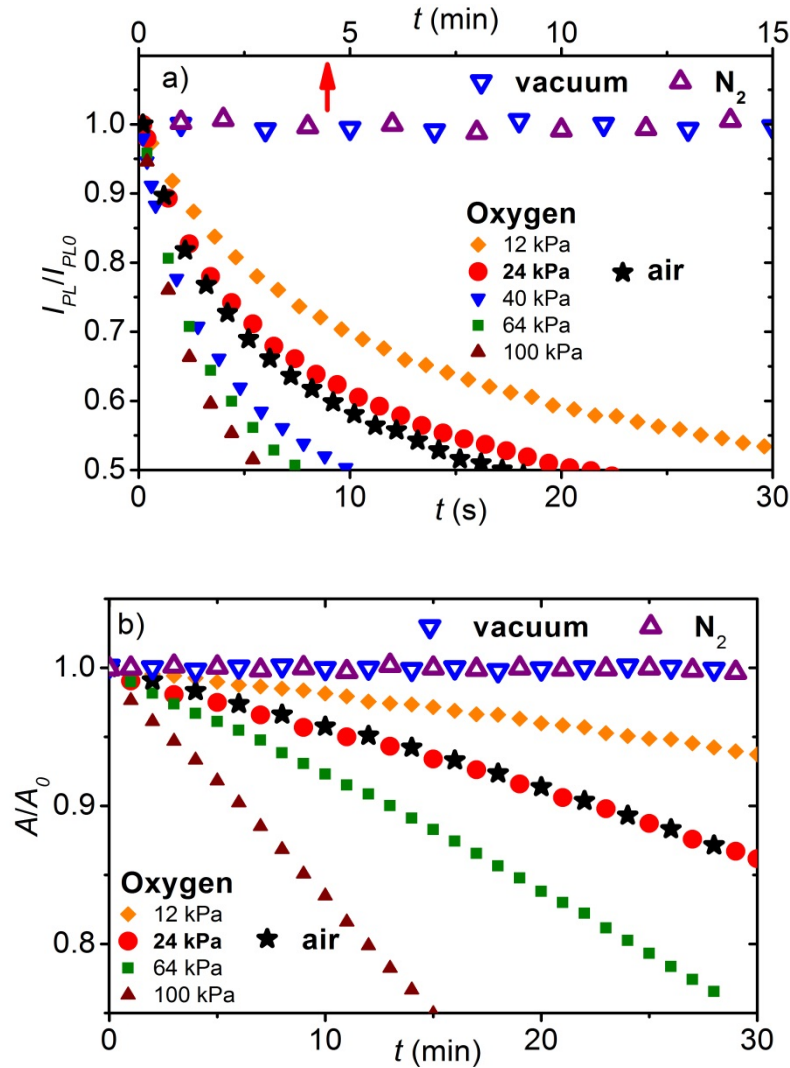 t (min)
0 5 10 15
a)
vacuum N2
1.0
0.9
Oxygen
12 kPa
0.8
24 kPa air
40 kPa
0.7
64 kPa
100 kPa
0.6
0.5
IPL/IPL0
0 5 10 15 20 25 30
t (s)
b)
vacuum N2
1.0
0.9
A/A0
Oxygen
12 kPa
0.8
24 kPa air
64 kPa
100 kPa
0 10 20 30
t (min)